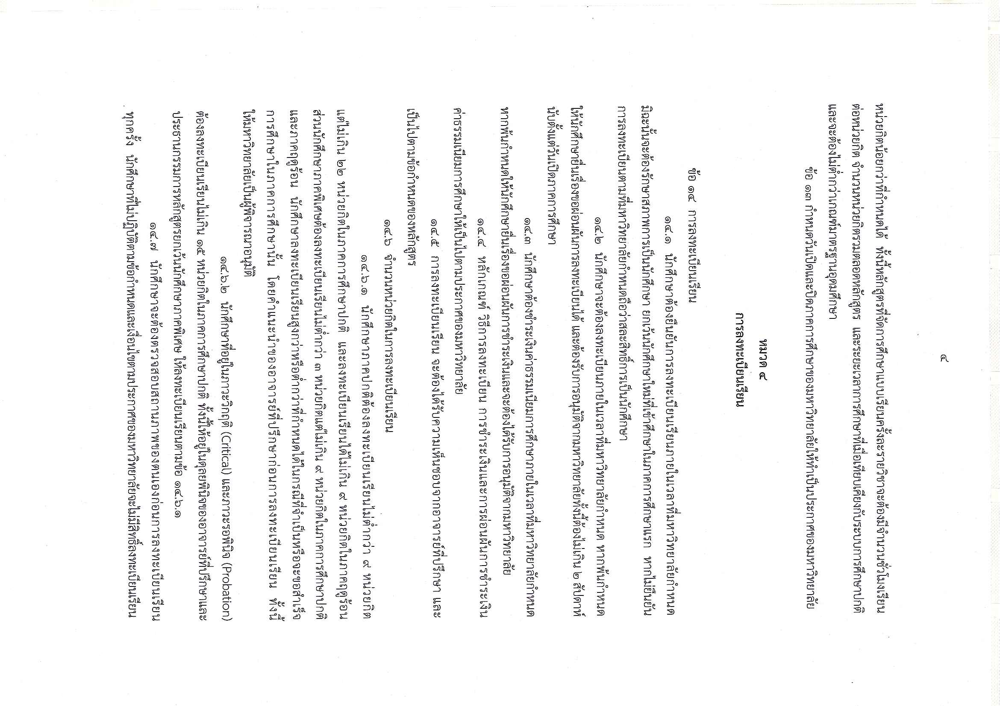 ๔
หน่วยกิตน้อยกว่าที่กำหนดได้ ทั้งนี้หลักสูตรที่จัดการศึกษาแบบเรียนครั้งละรายวิชาจะต้องมีจำนวนชั่วโมงเรียน
ต่อหน่วยกิต จำนวนหน่วยกิตรวมตลอดหลักสูตร และระยะเวลาการศึกษาที่เมื่อเทียบเคียงกับระบบการศึกษาปกติ
และจะต้องไม่ต่ำกว่าเกณฑ์มาตรฐานอุดมศึกษา
ข้อ ๑๓ กำหนดวันเปิดและปิดภาคการศึกษาของมหาวิทยาลัยให้ทำเป็นประกาศของมหาวิทยาลัย
หมวด ๔
การลงทะเบียนเรียน
ข้อ ๑๔ การลงทะเบียนเรียน
๑๔.๑ นักศึกษาต้องยืนยันการลงทะเบียนเรียนภายในเวลาที่มหาวิทยาลัยกำหนด
มิฉะนั้นจะต้องรักษาสภาพการเป็นนักศึกษา ยกเว้นนักศึกษาใหม่ที่เข้าศึกษาในภาคการศึกษาแรก หากไม่ยืนยัน
การลงทะเบียนตามที่มหาวิทยาลัยกำหนดถือว่าสละสิทธิ์การเป็นนักศึกษา
๑๔.๒ นักศึกษาจะต้องลงทะเบียนภายในเวลาที่มหาวิทยาลัยกำหนด หากพ้นกำหนด
ให้นักศึกษายื่นเรื่องขอผ่อนผันการลงทะเบียนได้ และต้องรับการอนุมัติจากมหาวิทยาลัยทั้งนี้ต้องไม่เกิน ๒ สัปดาห์
นับตั้งแต่วันเปิดภาคการศึกษา
๑๔.๓ นักศึกษาต้องชำระเงินค่าธรรมเนียมการศึกษาภายในเวลาที่มหาวิทยาลัยกำหนด
หากพ้นกำหนดให้นักศึกษายื่นเรื่องขอผ่อนผันการชำระเงินและจะต้องได้รับการอนุมัติจากมหาวิทยาลัย
๑๔.๔ หลักเกณฑ์ วิธีการลงทะเบียน การชำระเงินและการผ่อนผันการชำระเงิน
ค่าธรรมเนียมการศึกษาให้เป็นไปตามประกาศของมหาวิทยาลัย
๑๔.๕ การลงทะเบียนเรียน จะต้องได้รับความเห็นชอบจากอาจารย์ที่ปรึกษา และ
เป็นไปตามข้อกำหนดของหลักสูตร
๑๔.๖ จำนวนหน่วยกิตในการลงทะเบียนเรียน
๑๔.๖.๑ นักศึกษาภาคปกติต้องลงทะเบียนเรียนไม่ต่ำกว่า ๙ หน่วยกิต
แต่ไม่เกิน ๒๒ หน่วยกิตในภาคการศึกษาปกติ และลงทะเบียนเรียนได้ไม่เกิน ๙ หน่วยกิตในภาคฤดูร้อน
ส่วนนักศึกษาภาคพิเศษต้องลงทะเบียนเรียนไม่ต่ำกว่า ๓ หน่วยกิตแต่ไม่เกิน ๙ หน่วยกิตในภาคการศึกษาปกติ
และภาคฤดูร้อน นักศึกษาลงทะเบียนเรียนสูงกว่าหรือต่ำกว่าที่กำหนดได้ในกรณีที่จำเป็นหรือจะขอสำเร็จ
การศึกษาในภาคการศึกษานั้น โดยคำแนะนำของอาจารย์ที่ปรึกษาก่อนการลงทะเบียนเรียน ทั้งนี้
ให้มหาวิทยาลัยเป็นผู้พิจารณาอนุมัติ
๑๔.๖.๒ นักศึกษาที่อยู่ในภาวะวิกฤติ (Critical) และภาวะรอพินิจ (Probation)
ต้องลงทะเบียนเรียนไม่เกิน ๑๕ หน่วยกิตในภาคการศึกษาปกติ ทั้งนี้ให้อยู่ในดุลยพินิจของอาจารย์ที่ปรึกษาและ
ประธานกรรมการหลักสูตรยกเว้นนักศึกษาภาคพิเศษ ให้ลงทะเบียนเรียนตามข้อ ๑๔.๖.๑
๑๔.๗ นักศึกษาจะต้องตรวจสอบสถานภาพของตนเองก่อนการลงทะเบียนเรียน
ทุกครั้ง นักศึกษาที่ไม่ปฏิบัติตามข้อกำหนดและเงื่อนไขตามประกาศของมหาวิทยาลัยจะไม่มีสิทธิ์ลงทะเบียนเรียน